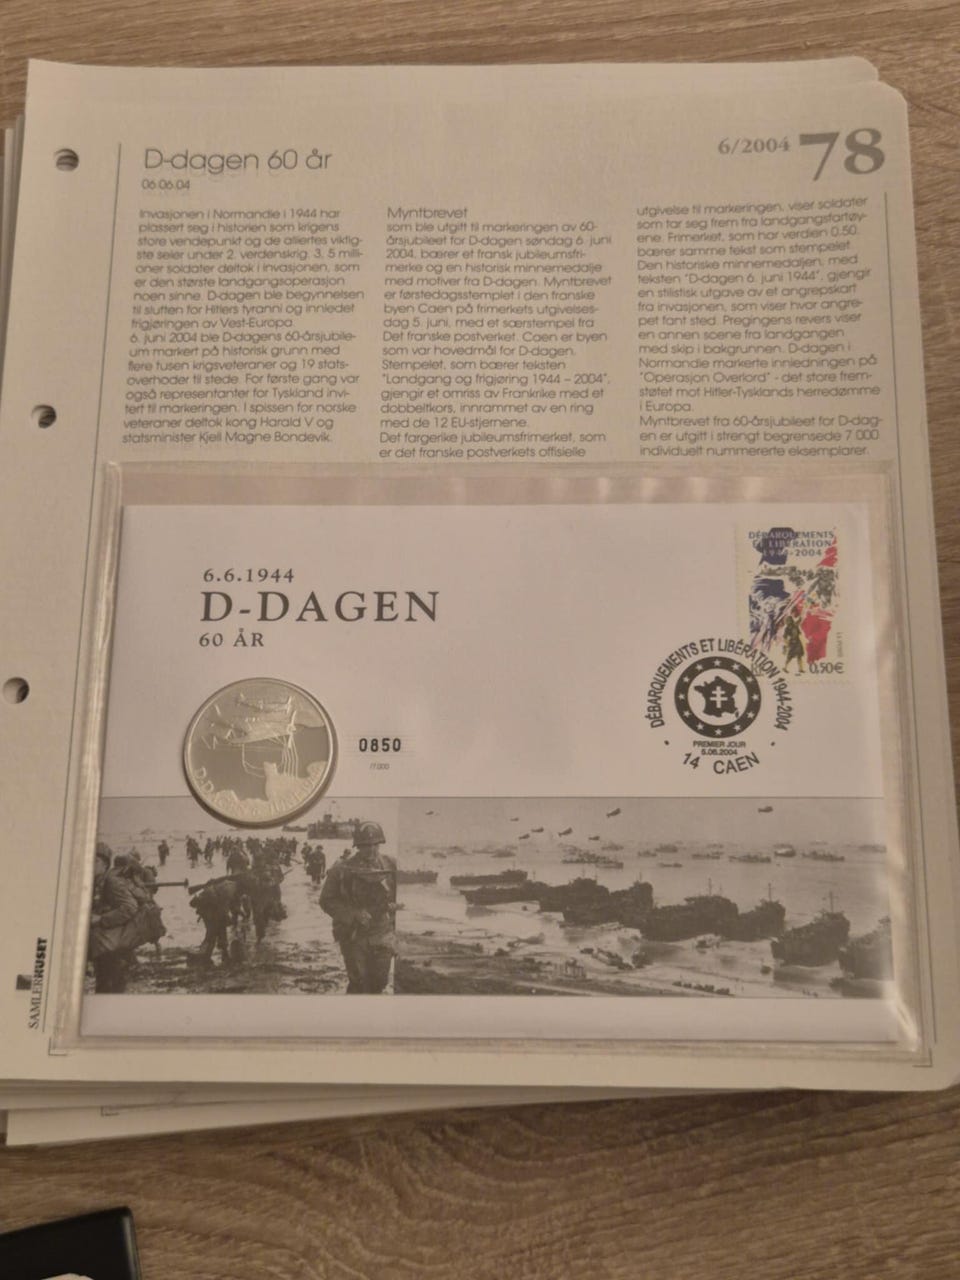 6/2004 78
D-dagen 60 år
06.06.04
Invasjonen i Normandie i 1944 har
plassert seg i historien som krigens
store vendepunkt og de alliertes viktig-
ste seier under 2. verdenskrig. 3, 5 milli-
oner soldater deltok i invasjonen, som
er den største landgangsoperasjon
noen sinne. D-dagen ble begynnelsen
til slutten for Hitlers tyranni og innledet
frigjøringen av Vest-Europa.
6. juni 2004 ble D-dagens 60-årsjubile-
um markert på historisk grunn med
flere tusen krigsveteraner og 19 stats-
overhoder til stede. For første gang var
også representanter for Tyskland invi-
tert til markeringen. I spissen for norske
veteraner deltok kong Harald V og
statsminister Kjell Magne Bondevik.
Myntbrevet
som ble utgitt til markeringen av 60-
årsjubileet for D-dagen søndag 6. juni
2004, bærer et fransk jubileumsfri-
merke og en historisk minnemedalje
med motiver fra D-dagen. Myntbrevet
er førstedagsstemplet i den franske
byen Caen på frimerkets utgivelses-
dag 5. juni, med et særstempel fra
Det franske postverket. Caen er byen
som var hovedmål for D-dagen.
Stempelet, som bærer teksten
"Landgang og frigjøring 1944 – 2004",
gjengir et omriss av Frankrike med et
dobbeltkors, innrammet av en ring
med de 12 EU-stjernene.
Det fargerike jubileumsfrimerket, som
er det franske postverkets offisielle
utgivelse til markeringen, viser soldater
som tar seg frem fra landgangsfartøy-
ene. Frimerket, som har verdien 0.50,
bærer samme tekst som stempelet.
Den historiske minnemedaljen, med
teksten "D-dagen 6. juni 1944", gjengir
en stilistisk utgave av et angrepskart
fra invasjonen, som viser hvor angre-
pet fant sted. Pregingens revers viser
en annen scene fra landgangen
med skip i bakgrunnen. D-dagen i
Normandie markerte innledningen på
"Operasjon Overlord" - det store frem-
støtet mot Hitler-Tysklands herredømme
i Europa.
Myntbrevet fra 60-årsjubileet for D-dag-
en er utgitt i strengt begrensede 7 000
individuelt nummererte eksemplarer.
6.6.1944
D-DAGEN
60 ÅR
DÉBARQUEMENTS
ET LIBÉRATION
1944-2004
0,50€
DÉBARQUEMENTS ET LIBÉRATION 1944-2004
PREMIER JOUR
5.06.2004
14 CAEN
0850
/7.000
D-DAGEN 6. JUNI 1944
SAMLERHUSET